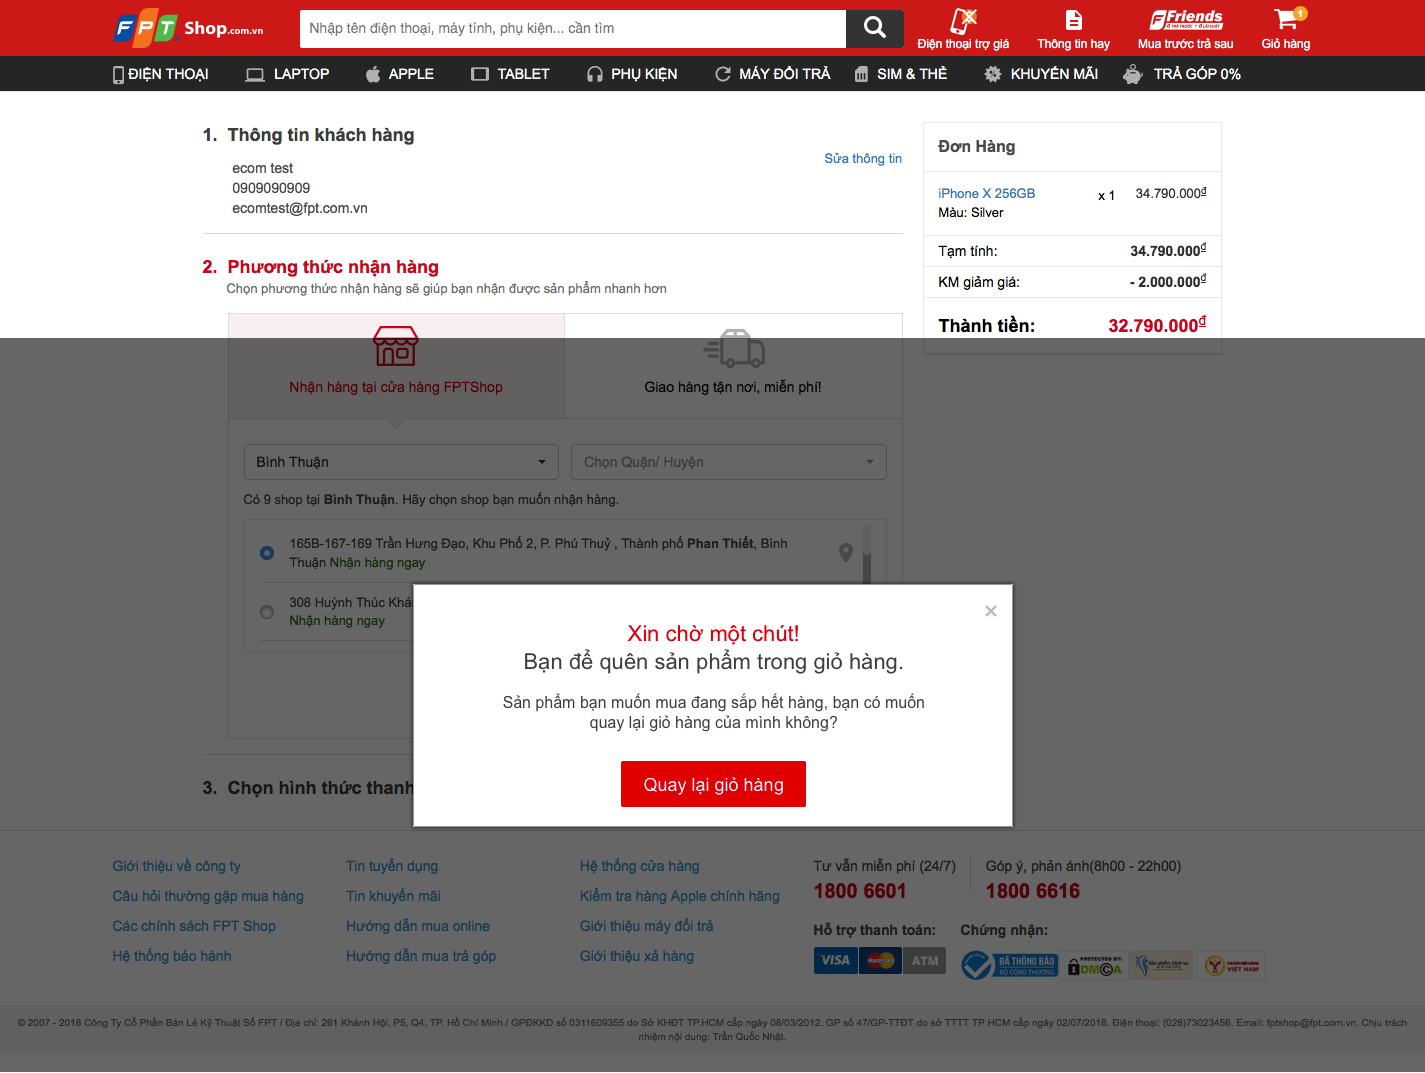 FPT Shop.com.vn
Nhập tên điện thoại, máy tính, phụ kiện... cần tìm
Điện thoại trợ giá
Thông tin hay
Friends
Mua trước trả sau
1
Giỏ hàng
ĐIỆN THOẠI
LAPTOP
APPLE
TABLET
PHỤ KIỆN
MÁY ĐỔI TRẢ
SIM & THẺ
KHUYẾN MÃI
TRẢ GÓP 0%
1. Thông tin khách hàng
ecom test
0909090909
ecomtest@fpt.com.vn
Sửa thông tin
2. Phương thức nhận hàng
Chọn phương thức nhận hàng sẽ giúp bạn nhận được sản phẩm nhanh hơn
Nhận hàng tại cửa hàng FPTShop
Giao hàng tận nơi, miễn phí!
Bình Thuận
Chọn Quận/ Huyện
Có 9 shop tại Bình Thuận. Hãy chọn shop bạn muốn nhận hàng.
165B-167-169 Trần Hưng Đạo, Khu Phố 2, P. Phú Thuỷ , Thành phố Phan Thiết, Bình
Thuận Nhận hàng ngay
308 Huỳnh Thúc Khá
Nhận hàng ngay
3. Chọn hình thức thanh
Đơn Hàng
iPhone X 256GB x 1 34.790.000đ
Màu: Silver
Tạm tính: 34.790.000đ
KM giảm giá: - 2.000.000đ
Thành tiền: 32.790.000đ
×
Xin chờ một chút!
Bạn để quên sản phẩm trong giỏ hàng.
Sản phẩm bạn muốn mua đang sắp hết hàng, bạn có muốn
quay lại giỏ hàng của mình không?
Quay lại giỏ hàng
Giới thiệu về công ty
Câu hỏi thường gặp mua hàng
Các chính sách FPT Shop
Hệ thống bảo hành
Tin tuyển dụng
Tin khuyến mãi
Hướng dẫn mua online
Hướng dẫn mua trả góp
Hệ thống cửa hàng
Kiểm tra hàng Apple chính hãng
Giới thiệu máy đổi trả
Giới thiệu xả hàng
Tư vấn miễn phí (24/7)
1800 6601
Góp ý, phản ánh(8h00 - 22h00)
1800 6616
Hỗ trợ thanh toán:
VISA
MasterCard
ATM
Chứng nhận:
ĐÃ THÔNG BÁO
BỘ CÔNG THƯƠNG
PROTECTED BY:
DMCA
VIỆT NAM
© 2007 - 2018 Công Ty Cổ Phần Bán Lẻ Kỹ Thuật Số FPT / Địa chỉ: 261 Khánh Hội, P5, Q4, TP. Hồ Chí Minh / GPĐKKD số 0311609355 do Sở KHĐT TP.HCM cấp ngày 08/03/2012. GP số 47/GP-TTĐT do sở TTTT TP HCM cấp ngày 02/07/2018. Điện thoại: (028)73023456. Email: fptshop@fpt.com.vn. Chịu trách
nhiệm nội dung: Trần Quốc Nhật.